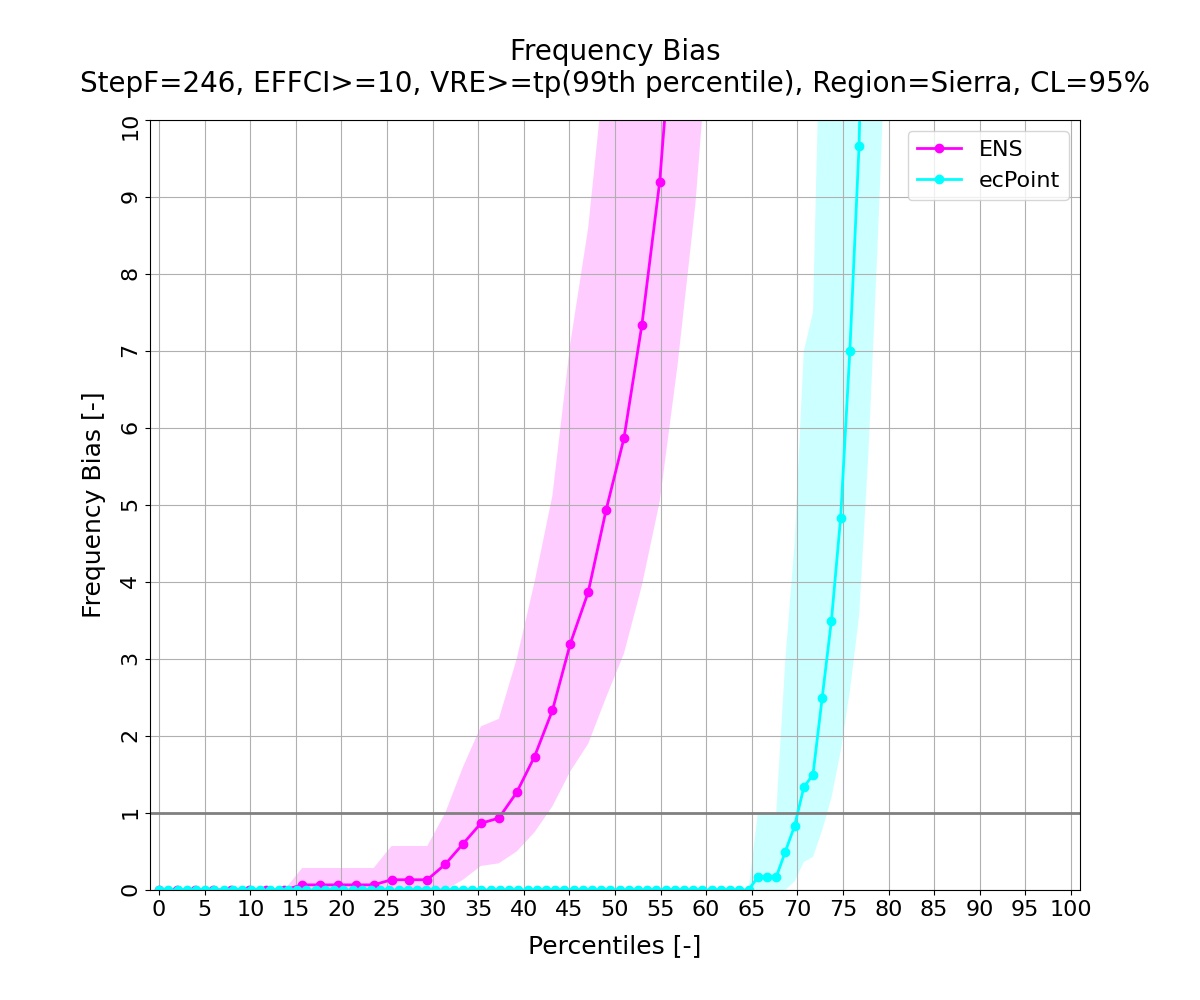 Frequency Bias
StepF=246, EFFCI>=10, VRE>=tp(99th percentile), Region=Sierra, CL=95%
10
9
8
7
6
5
4
3
2
1
0
Frequency Bias [-]
ENS
ecPoint
0 5 10 15 20 25 30 35 40 45 50 55 60 65 70 75 80 85 90 95 100
Percentiles [-]